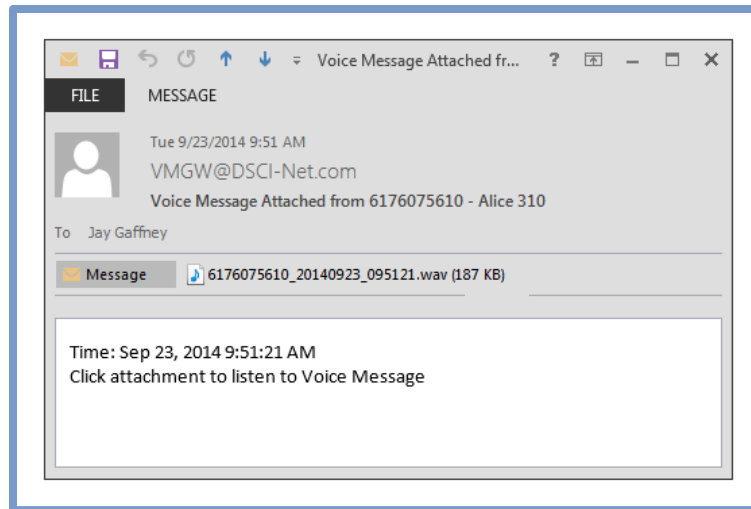 Voice Message Attached fr... ?
FILE MESSAGE
Tue 9/23/2014 9:51 AM
VMGW@DSCI-Net.com
Voice Message Attached from 6176075610 - Alice 310
To Jay Gaffney
Message 6176075610_20140923_095121.wav (187 KB)
Time: Sep 23, 2014 9:51:21 AM
Click attachment to listen to Voice Message